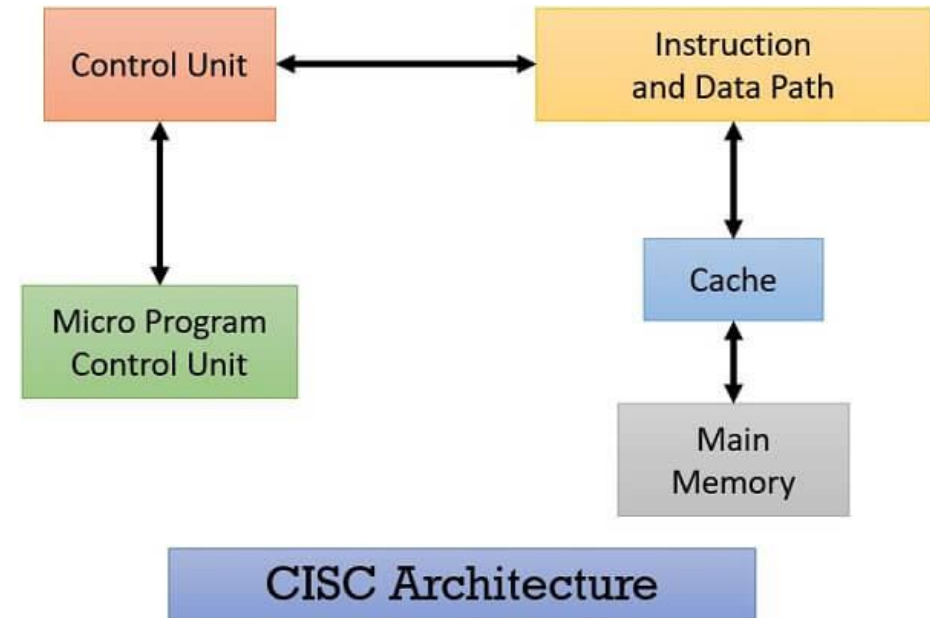 Control Unit
Instruction
and Data Path
Cache
Micro Program
Control Unit
Main
Memory
CISC Architecture